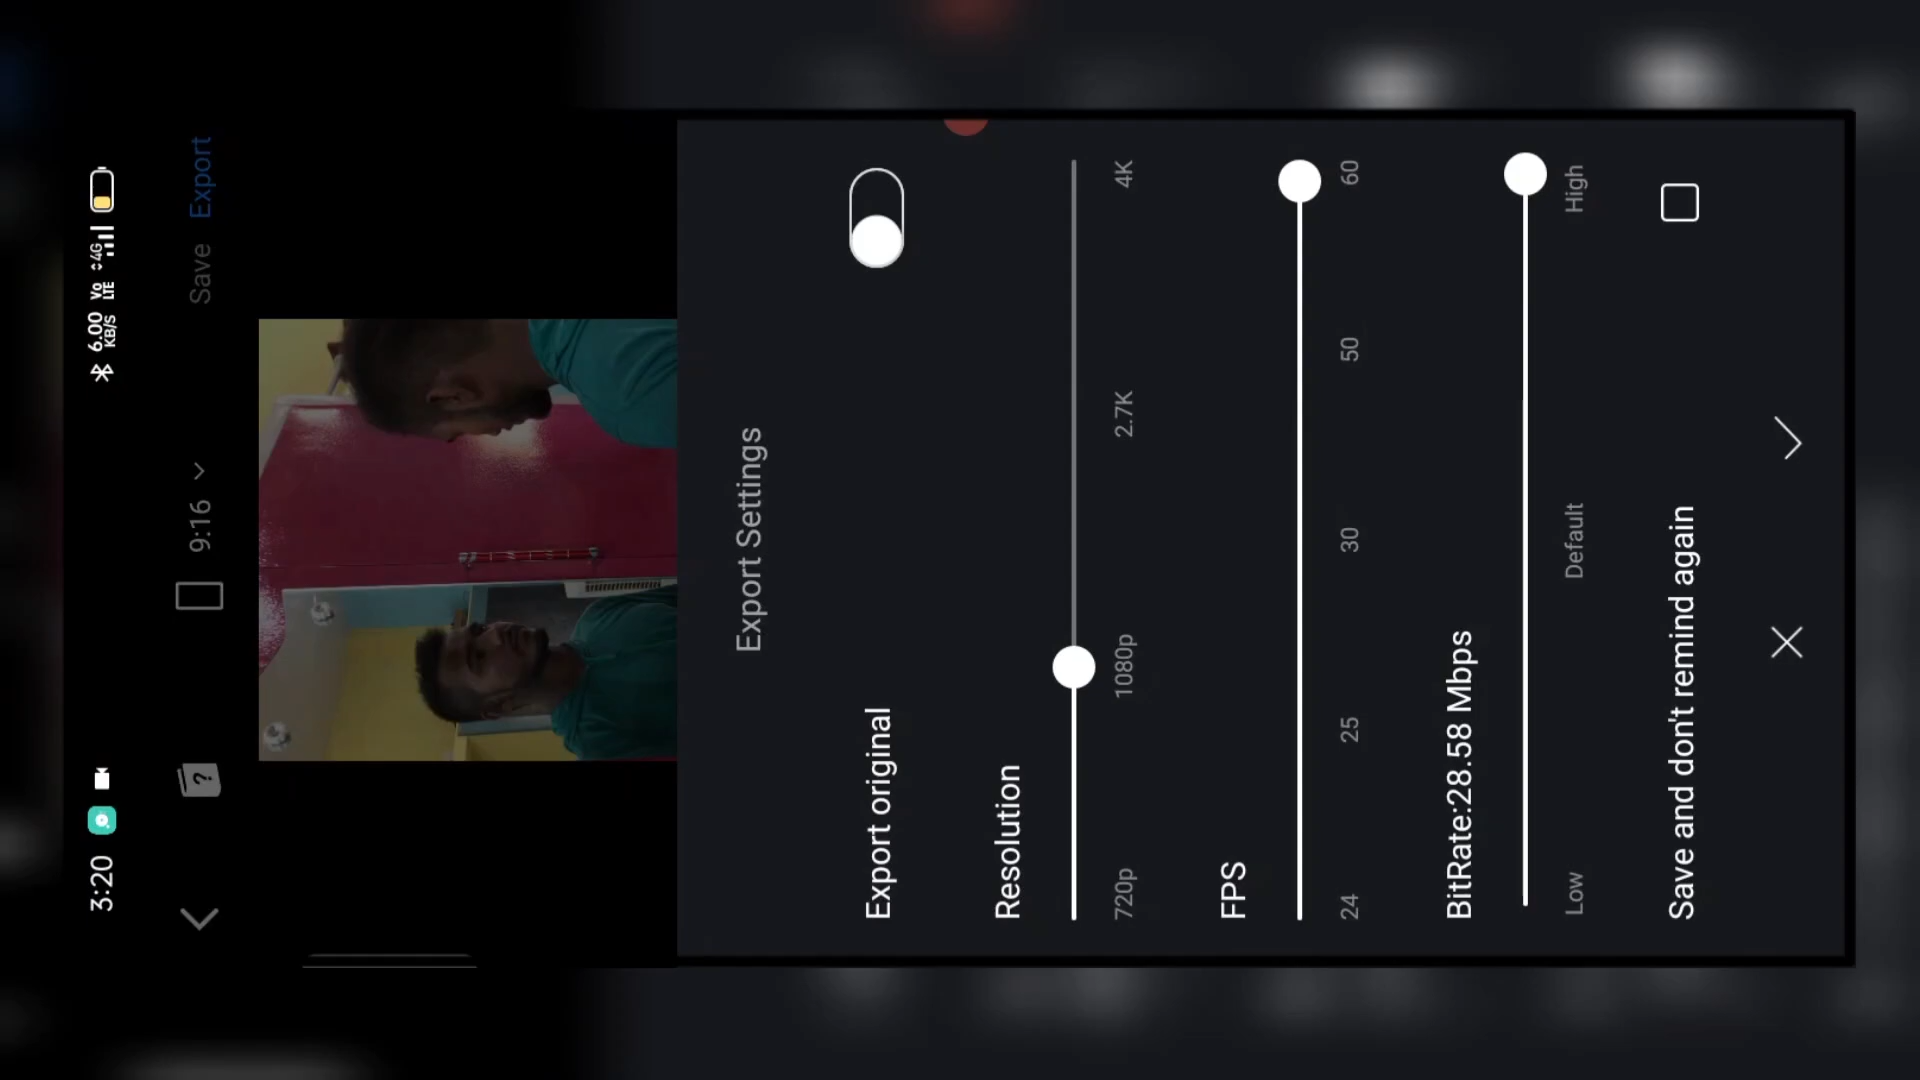 3:20
6.00 KB/S Vo LTE 4G
9:16
Save
Export
Export Settings
Export original
Resolution
720p 1080p 2.7K 4K
FPS
24 25 30 50 60
BitRate:28.58 Mbps
Low Default High
Save and don't remind again